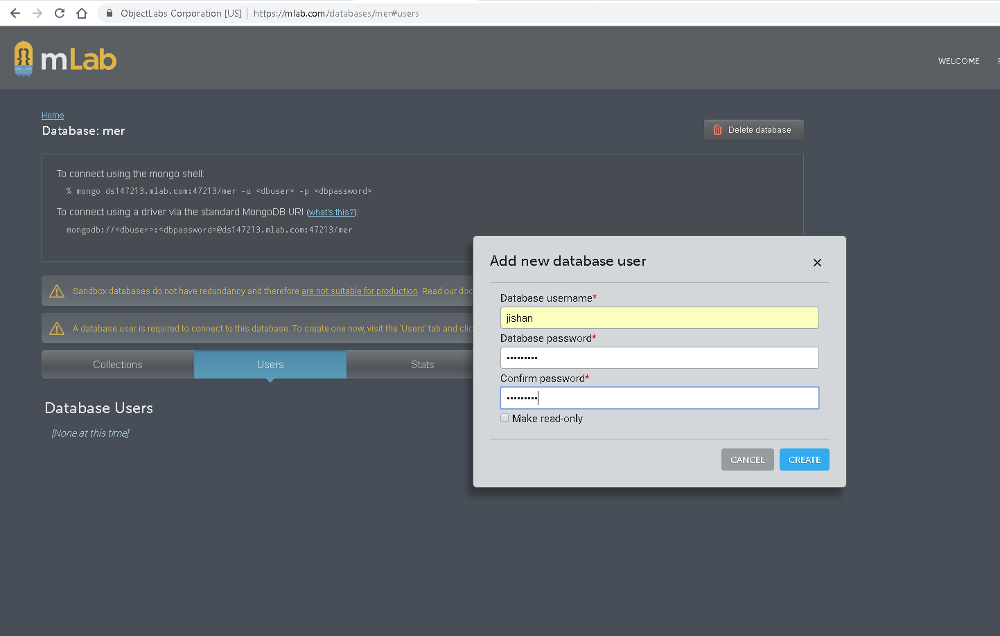 ObjectLabs Corporation [US] | https://mlab.com/databases/mer#users
mLab
WELCOME
Home
Database: mer
Delete database
To connect using the mongo shell:
% mongo ds147213.mlab.com:47213/mer -u <dbuser> -p <dbpassword>
To connect using a driver via the standard MongoDB URI (what's this?):
mongodb://<dbuser>:<dbpassword>@ds147213.mlab.com:47213/mer
Sandbox databases do not have redundancy and therefore are not suitable for production. Read our doc
A database user is required to connect to this database. To create one now, visit the 'Users' tab and clic
Collections
Users
Stats
Database Users
[None at this time]
Add new database user
Database username*
jishan
Database password*
•••••••••
Confirm password*
•••••••••
Make read-only
CANCEL
CREATE